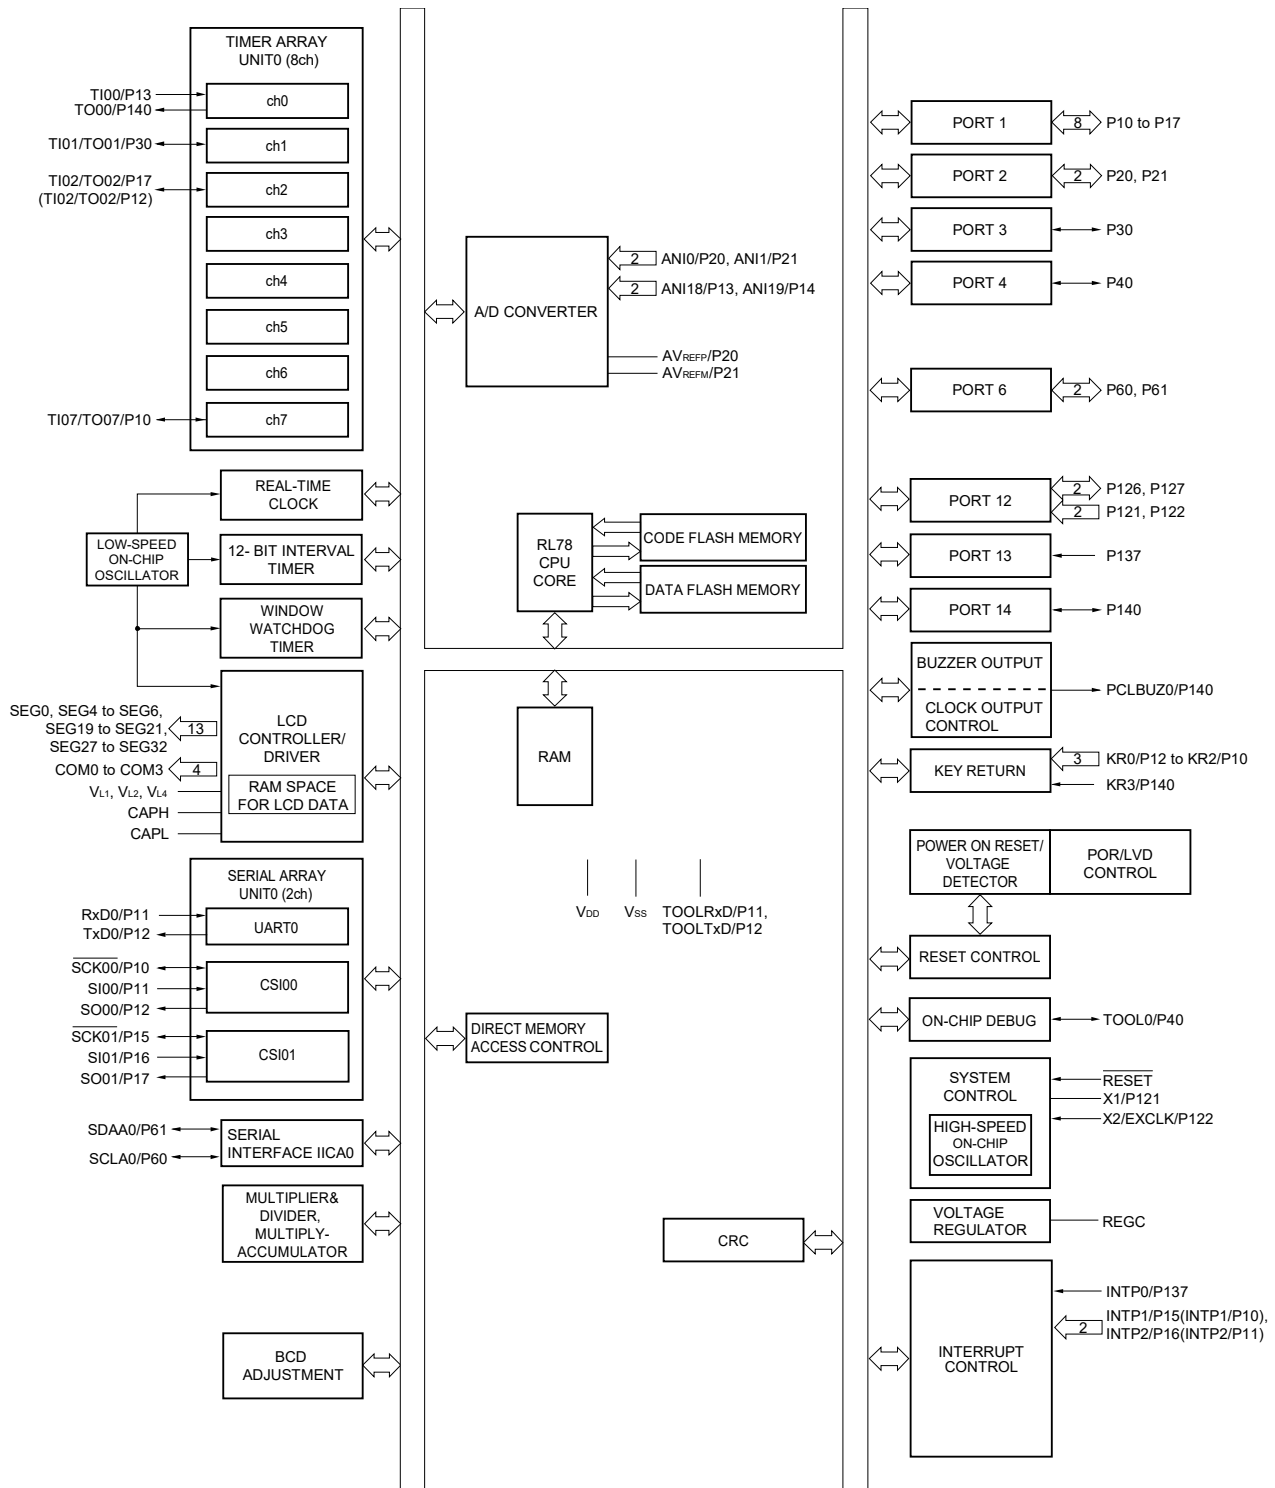 TIMER ARRAY
UNIT0 (8ch)
TI00/P13
TO00/P140
ch0
TI01/TO01/P30
ch1
TI02/TO02/P17
(TI02/TO02/P12)
ch2
ch3
ch4
ch5
ch6
TI07/TO07/P10
ch7
REAL-TIME
CLOCK
LOW-SPEED
ON-CHIP
OSCILLATOR
12- BIT INTERVAL
TIMER
WINDOW
WATCHDOG
TIMER
SEG0, SEG4 to SEG6,
SEG19 to SEG21,
SEG27 to SEG32
13
COM0 to COM3
4
VL1, VL2, VL4
CAPH
CAPL
LCD
CONTROLLER/
DRIVER
RAM SPACE
FOR LCD DATA
SERIAL ARRAY
UNIT0 (2ch)
RxD0/P11
TxD0/P12
UART0
SCK00/P10
SI00/P11
SO00/P12
CSI00
SCK01/P15
SI01/P16
SO01/P17
CSI01
SDAA0/P61
SCLA0/P60
SERIAL
INTERFACE IICA0
MULTIPLIER&
DIVIDER,
MULTIPLY-
ACCUMULATOR
BCD
ADJUSTMENT
A/D CONVERTER
2
ANI0/P20, ANI1/P21
2
ANI18/P13, ANI19/P14
AVREFP/P20
AVREFM/P21
RL78
CPU
CORE
CODE FLASH MEMORY
DATA FLASH MEMORY
RAM
VDD
VSS
TOOLRxD/P11,
TOOLTxD/P12
DIRECT MEMORY
ACCESS CONTROL
CRC
PORT 1
8
P10 to P17
PORT 2
2
P20, P21
PORT 3
P30
PORT 4
P40
PORT 6
2
P60, P61
PORT 12
2
P126, P127
2
P121, P122
PORT 13
P137
PORT 14
P140
BUZZER OUTPUT
CLOCK OUTPUT
CONTROL
PCLBUZ0/P140
KEY RETURN
3
KR0/P12 to KR2/P10
KR3/P140
POWER ON RESET/
VOLTAGE
DETECTOR
POR/LVD
CONTROL
RESET CONTROL
ON-CHIP DEBUG
TOOL0/P40
SYSTEM
CONTROL
HIGH-SPEED
ON-CHIP
OSCILLATOR
RESET
X1/P121
X2/EXCLK/P122
VOLTAGE
REGULATOR
REGC
INTERRUPT
CONTROL
INTP0/P137
2
INTP1/P15(INTP1/P10),
INTP2/P16(INTP2/P11)